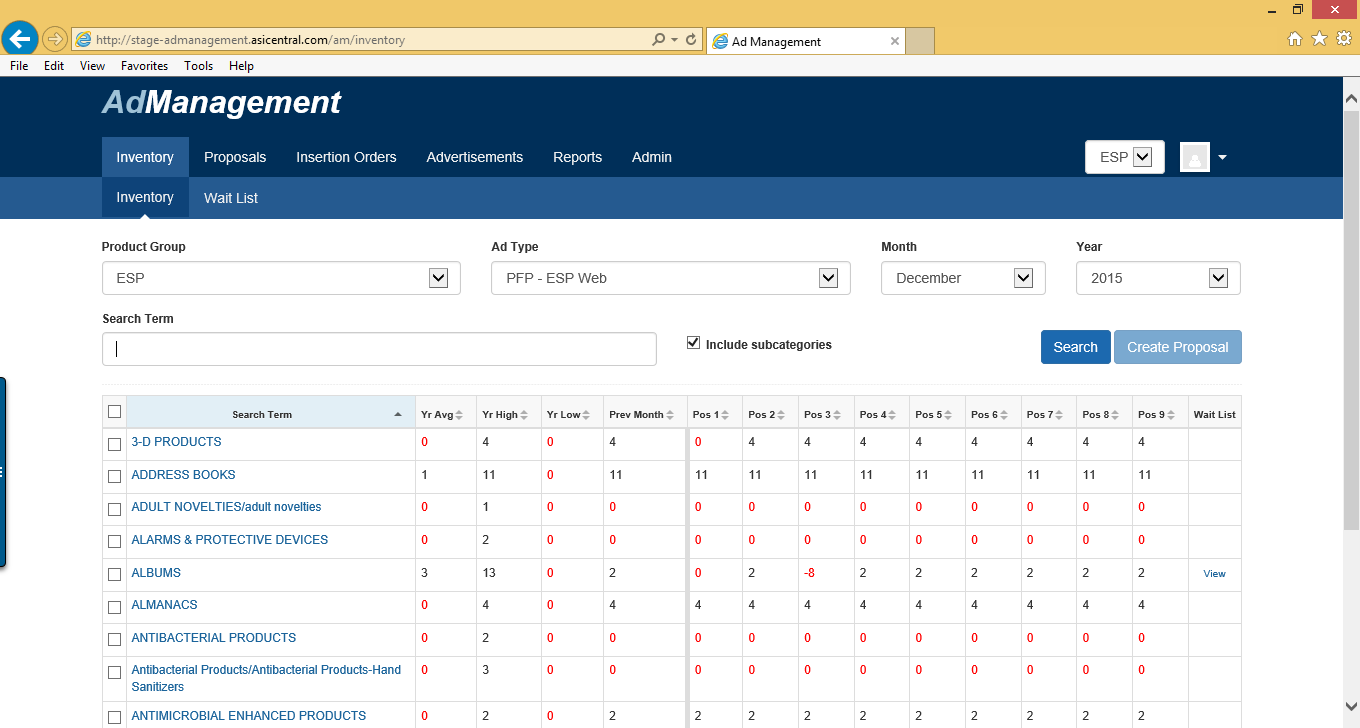 http://stage-admanagement.asicentral.com/am/inventory
Ad Management
File Edit View Favorites Tools Help
AdManagement
Inventory Proposals Insertion Orders Advertisements Reports Admin ESP
Inventory Wait List
Product Group Ad Type Month Year
ESP PFP - ESP Web December 2015
Search Term
Include subcategories Search Create Proposal
Search Term Yr Avg Yr High Yr Low Prev Month Pos 1 Pos 2 Pos 3 Pos 4 Pos 5 Pos 6 Pos 7 Pos 8 Pos 9 Wait List
3-D PRODUCTS 0 4 0 4 0 4 4 4 4 4 4 4 4
ADDRESS BOOKS 1 11 0 11 11 11 11 11 11 11 11 11 11
ADULT NOVELTIES/adult novelties 0 1 0 0 0 0 0 0 0 0 0 0 0
ALARMS & PROTECTIVE DEVICES 0 2 0 0 0 0 0 0 0 0 0 0 0
ALBUMS 3 13 0 2 0 2 -8 2 2 2 2 2 2 View
ALMANACS 0 4 0 4 4 4 4 4 4 4 4 4 4
ANTIBACTERIAL PRODUCTS 0 2 0 0 0 0 0 0 0 0 0 0 0
Antibacterial Products/Antibacterial Products-Hand 0 3 0 0 0 0 0 0 0 0 0 0 0
Sanitizers
ANTIMICROBIAL ENHANCED PRODUCTS 0 2 0 2 2 2 2 2 2 2 2 2 2